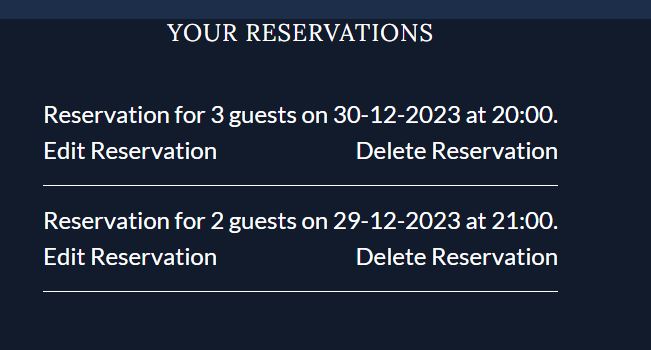 YOUR RESERVATIONS
Reservation for 3 guests on 30-12-2023 at 20:00.
Edit Reservation Delete Reservation
Reservation for 2 guests on 29-12-2023 at 21:00.
Edit Reservation Delete Reservation